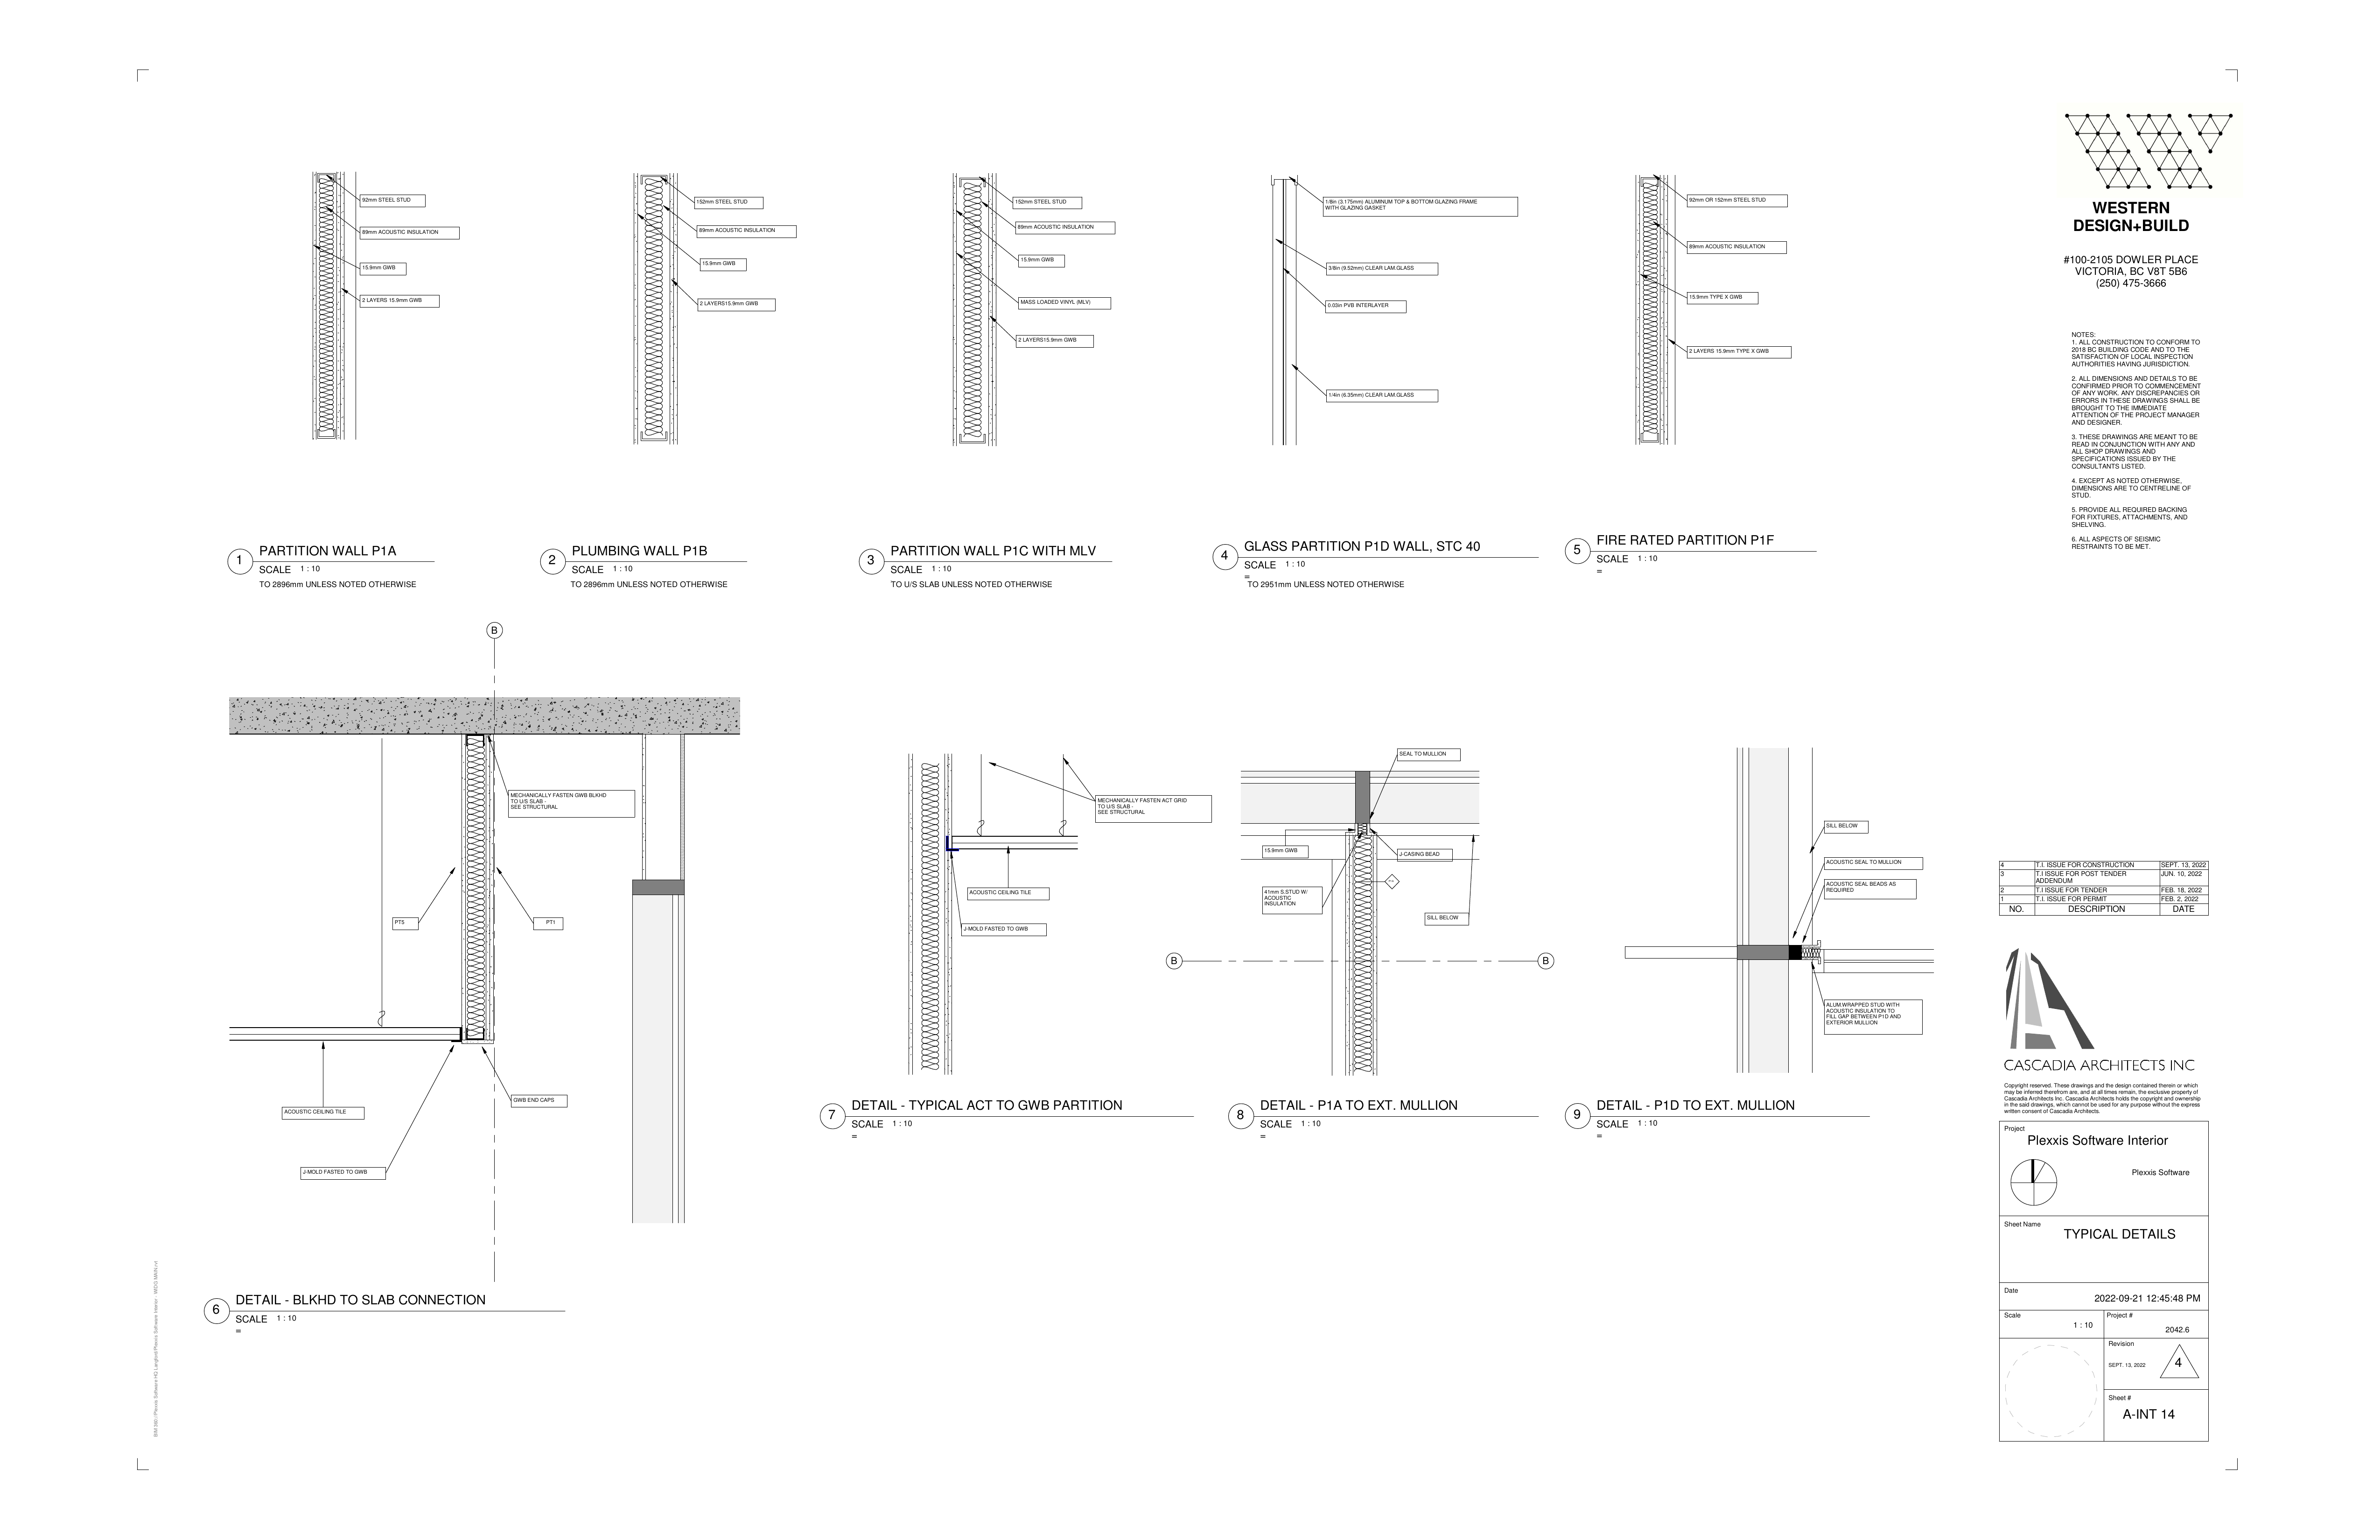 92mm STEEL STUD
89mm ACOUSTIC INSULATION
15.9mm GWB
2 LAYERS 15.9mm GWB
1
PARTITION WALL P1A
SCALE 1 : 10
TO 2896mm UNLESS NOTED OTHERWISE
152mm STEEL STUD
89mm ACOUSTIC INSULATION
15.9mm GWB
2 LAYERS15.9mm GWB
2
PLUMBING WALL P1B
SCALE 1 : 10
TO 2896mm UNLESS NOTED OTHERWISE
152mm STEEL STUD
89mm ACOUSTIC INSULATION
15.9mm GWB
MASS LOADED VINYL (MLV)
2 LAYERS15.9mm GWB
3
PARTITION WALL P1C WITH MLV
SCALE 1 : 10
TO U/S SLAB UNLESS NOTED OTHERWISE
1/8in (3.175mm) ALUMINUM TOP & BOTTOM GLAZING FRAME
WITH GLAZING GASKET
3/8in (9.52mm) CLEAR LAM.GLASS
0.03in PVB INTERLAYER
1/4in (6.35mm) CLEAR LAM.GLASS
4
GLASS PARTITION P1D WALL, STC 40
SCALE 1 : 10
=
TO 2951mm UNLESS NOTED OTHERWISE
92mm OR 152mm STEEL STUD
89mm ACOUSTIC INSULATION
15.9mm TYPE X GWB
2 LAYERS 15.9mm TYPE X GWB
5
FIRE RATED PARTITION P1F
SCALE 1 : 10
=
B
MECHANICALLY FASTEN GWB BLKHD
TO U/S SLAB -
SEE STRUCTURAL
PT5
PT1
GWB END CAPS
ACOUSTIC CEILING TILE
J-MOLD FASTED TO GWB
6
DETAIL - BLKHD TO SLAB CONNECTION
SCALE 1 : 10
=
MECHANICALLY FASTEN ACT GRID
TO U/S SLAB -
SEE STRUCTURAL
ACOUSTIC CEILING TILE
J-MOLD FASTED TO GWB
7
DETAIL - TYPICAL ACT TO GWB PARTITION
SCALE 1 : 10
=
SEAL TO MULLION
15.9mm GWB
J-CASING BEAD
--
41mm S.STUD W/
ACOUSTIC
INSULATION
SILL BELOW
B
B
8
DETAIL - P1A TO EXT. MULLION
SCALE 1 : 10
=
SILL BELOW
ACOUSTIC SEAL TO MULLION
ACOUSTIC SEAL BEADS AS
REQUIRED
ALUM.WRAPPED STUD WITH
ACOUSTIC INSULATION TO
FILL GAP BETWEEN P1D AND
EXTERIOR MULLION
9
DETAIL - P1D TO EXT. MULLION
SCALE 1 : 10
=
WESTERN
DESIGN+BUILD
#100-2105 DOWLER PLACE
VICTORIA, BC V8T 5B6
(250) 475-3666
NOTES:
1. ALL CONSTRUCTION TO CONFORM TO
2018 BC BUILDING CODE AND TO THE
SATISFACTION OF LOCAL INSPECTION
AUTHORITIES HAVING JURISDICTION.
2. ALL DIMENSIONS AND DETAILS TO BE
CONFIRMED PRIOR TO COMMENCEMENT
OF ANY WORK. ANY DISCREPANCIES OR
ERRORS IN THESE DRAWINGS SHALL BE
BROUGHT TO THE IMMEDIATE
ATTENTION OF THE PROJECT MANAGER
AND DESIGNER.
3. THESE DRAWINGS ARE MEANT TO BE
READ IN CONJUNCTION WITH ANY AND
ALL SHOP DRAWINGS AND
SPECIFICATIONS ISSUED BY THE
CONSULTANTS LISTED.
4. EXCEPT AS NOTED OTHERWISE,
DIMENSIONS ARE TO CENTRELINE OF
STUD.
5. PROVIDE ALL REQUIRED BACKING
FOR FIXTURES, ATTACHMENTS, AND
SHELVING.
6. ALL ASPECTS OF SEISMIC
RESTRAINTS TO BE MET.
4 T.I. ISSUE FOR CONSTRUCTION SEPT. 13, 2022
3 T.I ISSUE FOR POST TENDER JUN. 10, 2022
ADDENDUM
2 T.I. ISSUE FOR TENDER FEB. 18, 2022
1 T.I. ISSUE FOR PERMIT FEB. 2, 2022
NO. DESCRIPTION DATE
CASCADIA ARCHITECTS INC
Copyright reserved. These drawings and the design contained therein or which
may be inferred therefrom are, and at all times remain, the exclusive property of
Cascadia Architects Inc. Cascadia Architects holds the copyright and ownership
in the said drawings, which cannot be used for any purpose without the express
written consent of Cascadia Architects.
Project
Plexxis Software Interior
Plexxis Software
Sheet Name
TYPICAL DETAILS
Date
2022-09-21 12:45:48 PM
Scale
1 : 10
Project #
2042.6
Revision
SEPT. 13, 2022
4
Sheet #
A-INT 14
BIM 360://Plexxis Software HQ Langford/Plexxis Software Interior - WDG MAIN.rvt